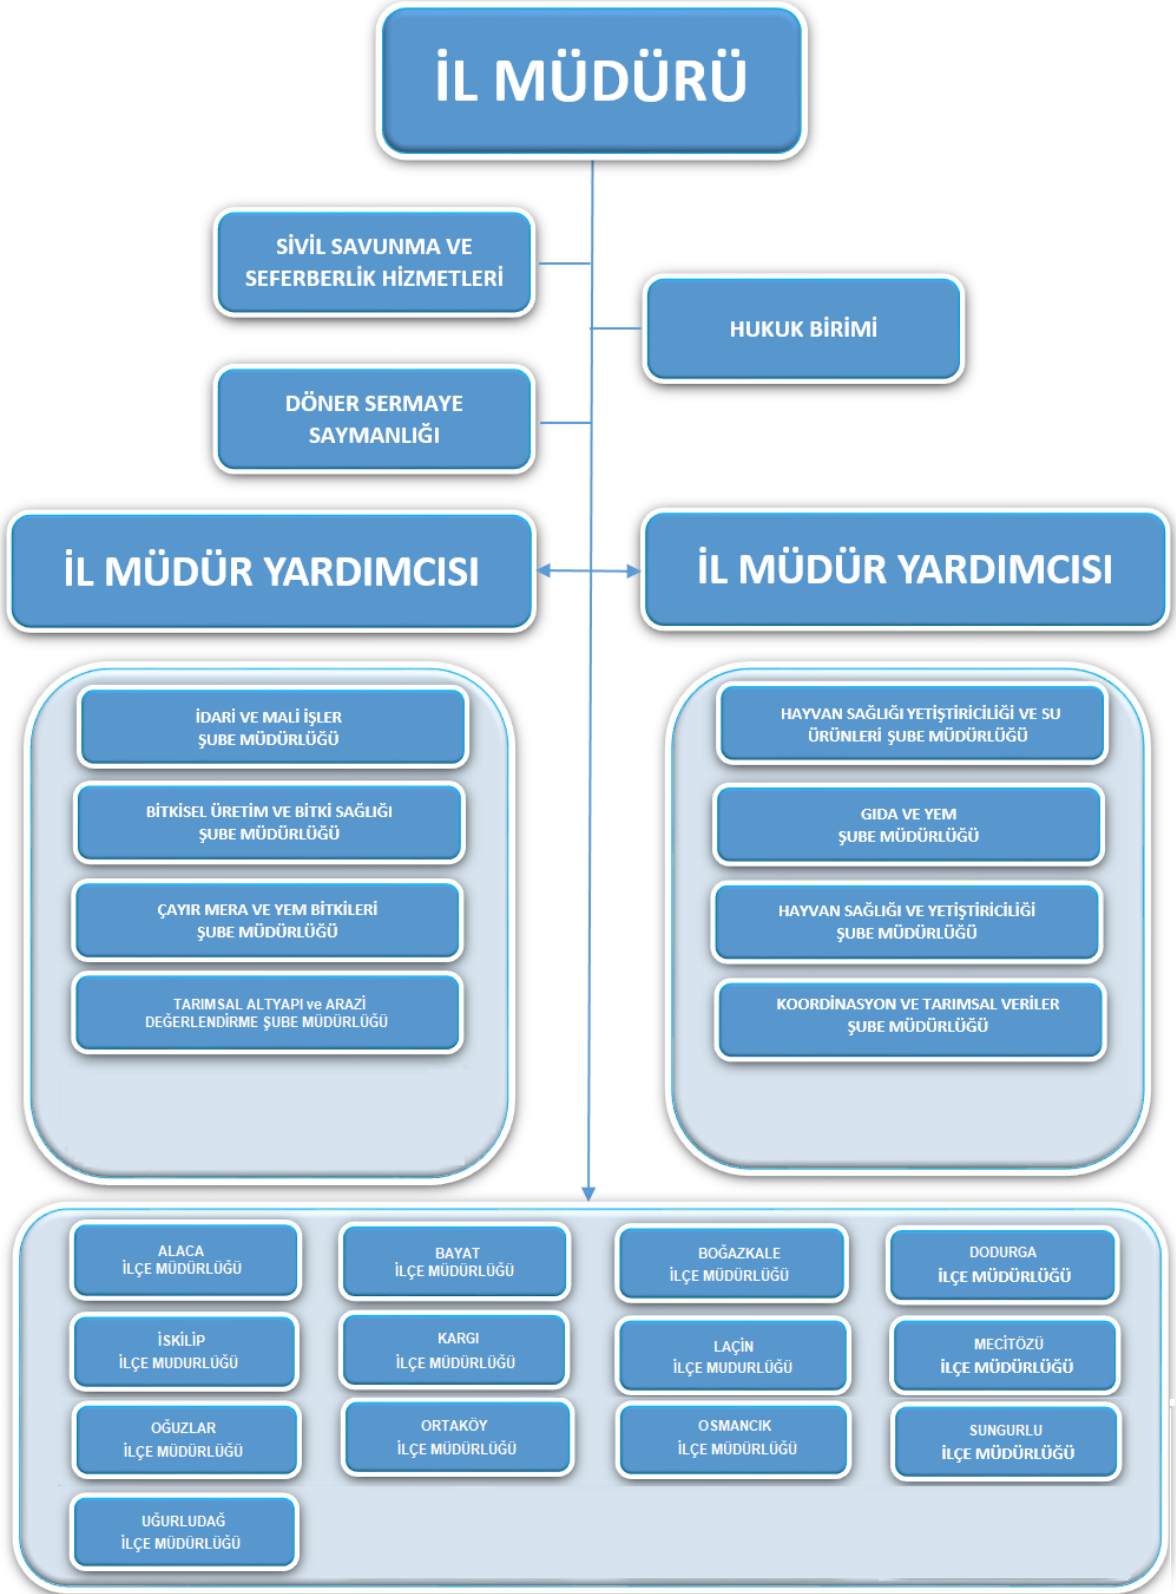 İL MÜDÜRÜ
SİVİL SAVUNMA VE
SEFERBERLİK HİZMETLERİ
HUKUK BİRİMİ
DÖNER SERMAYE
SAYMANLIĞI
İL MÜDÜR YARDIMCISI
İL MÜDÜR YARDIMCISI
İDARİ VE MALİ İŞLER
ŞUBE MÜDÜRLÜĞÜ
BİTKİSEL ÜRETİM VE BİTKİ SAĞLIĞI
ŞUBE MÜDÜRLÜĞÜ
ÇAYIR MERA VE YEM BİTKİLERİ
ŞUBE MÜDÜRLÜĞÜ
TARIMSAL ALTYAPI ve ARAZİ
DEĞERLENDİRME ŞUBE MÜDÜRLÜĞÜ
HAYVAN SAĞLIĞI YETİŞTİRİCİLİĞİ VE SU
ÜRÜNLERİ ŞUBE MÜDÜRLÜĞÜ
GIDA VE YEM
ŞUBE MÜDÜRLÜĞÜ
HAYVAN SAĞLIĞI VE YETİŞTİRİCİLİĞİ
ŞUBE MÜDÜRLÜĞÜ
KOORDİNASYON VE TARIMSAL VERİLER
ŞUBE MÜDÜRLÜĞÜ
ALACA
İLÇE MÜDÜRLÜĞÜ
BAYAT
İLÇE MÜDÜRLÜĞÜ
BOĞAZKALE
İLÇE MÜDÜRLÜĞÜ
DODURGA
İLÇE MÜDÜRLÜĞÜ
İSKİLİP
İLÇE MUDURLUĞÜ
KARGI
İLÇE MÜDÜRLÜĞÜ
LAÇİN
İLÇE MUDURLÜĞÜ
MECİTÖZÜ
İLÇE MÜDÜRLÜĞÜ
OĞUZLAR
İLÇE MÜDÜRLÜĞÜ
ORTAKÖY
İLÇE MÜDÜRLÜĞÜ
OSMANCIK
İLÇE MÜDÜRLÜĞÜ
SUNGURLU
İLÇE MÜDÜRLÜĞÜ
UĞURLUDAĞ
İLÇE MÜDÜRLÜĞÜ